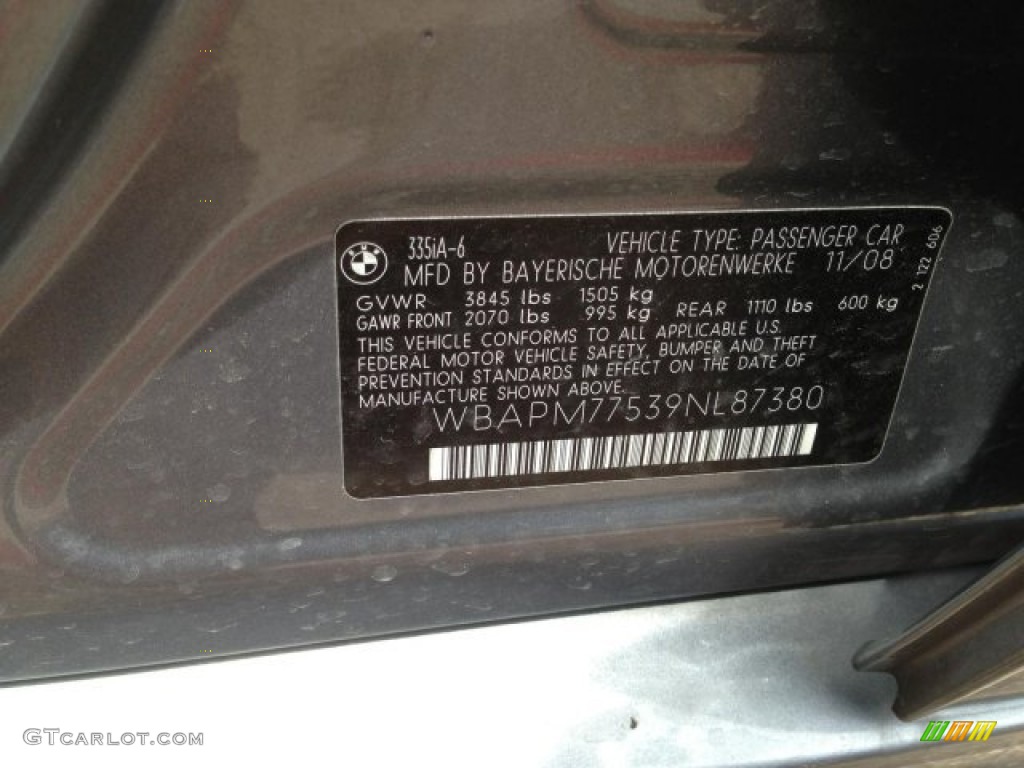 BMW
335iA-6 VEHICLE TYPE: PASSENGER CAR
MFD BY BAYERISCHE MOTORENWERKE 11/08
2 122 606
GVWR 3845 lbs 1505 kg
GAWR FRONT 2070 lbs 995 kg REAR 1110 lbs 600 kg
THIS VEHICLE CONFORMS TO ALL APPLICABLE U.S.
FEDERAL MOTOR VEHICLE SAFETY, BUMPER AND THEFT
PREVENTION STANDARDS IN EFFECT ON THE DATE OF
MANUFACTURE SHOWN ABOVE.
WBAPM77539NL87380
GTCARLOT.COM